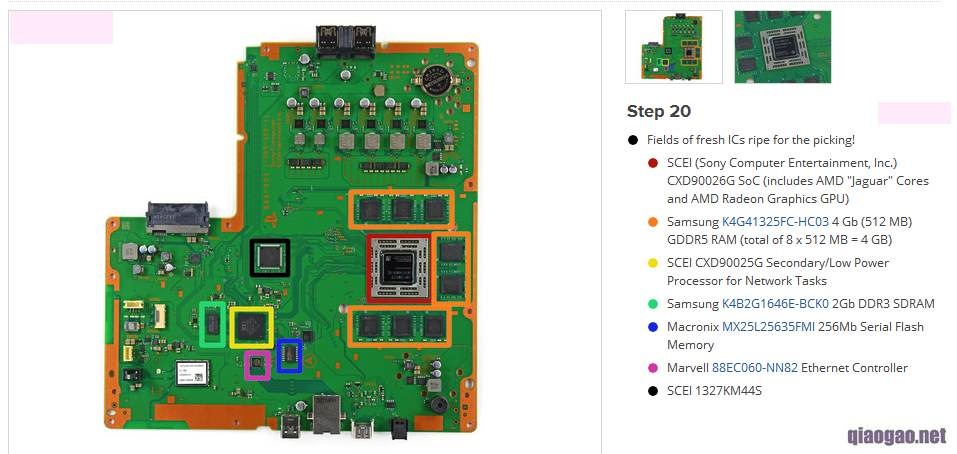 Step 20
Fields of fresh ICs ripe for the picking!
SCEI (Sony Computer Entertainment, Inc.)
CXD90026G SoC (includes AMD "Jaguar" Cores
and AMD Radeon Graphics GPU)
Samsung K4G41325FC-HC03 4 Gb (512 MB)
GDDR5 RAM (total of 8 x 512 MB = 4 GB)
SCEI CXD90025G Secondary/Low Power
Processor for Network Tasks
Samsung K4B2G1646E-BCK0 2Gb DDR3 SDRAM
Macronix MX25L25635FMI 256Mb Serial Flash
Memory
Marvell 88EC060-NN82 Ethernet Controller
SCEI 1327KM44S
qiaogao.net